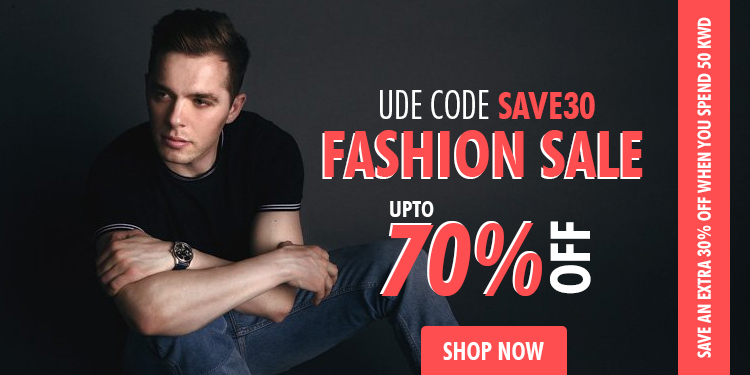 UDE CODE SAVE30
FASHION SALE
UPTO
70% OFF
SHOP NOW
SAVE AN EXTRA 30% OFF WHEN YOU SPEND 50 KWD